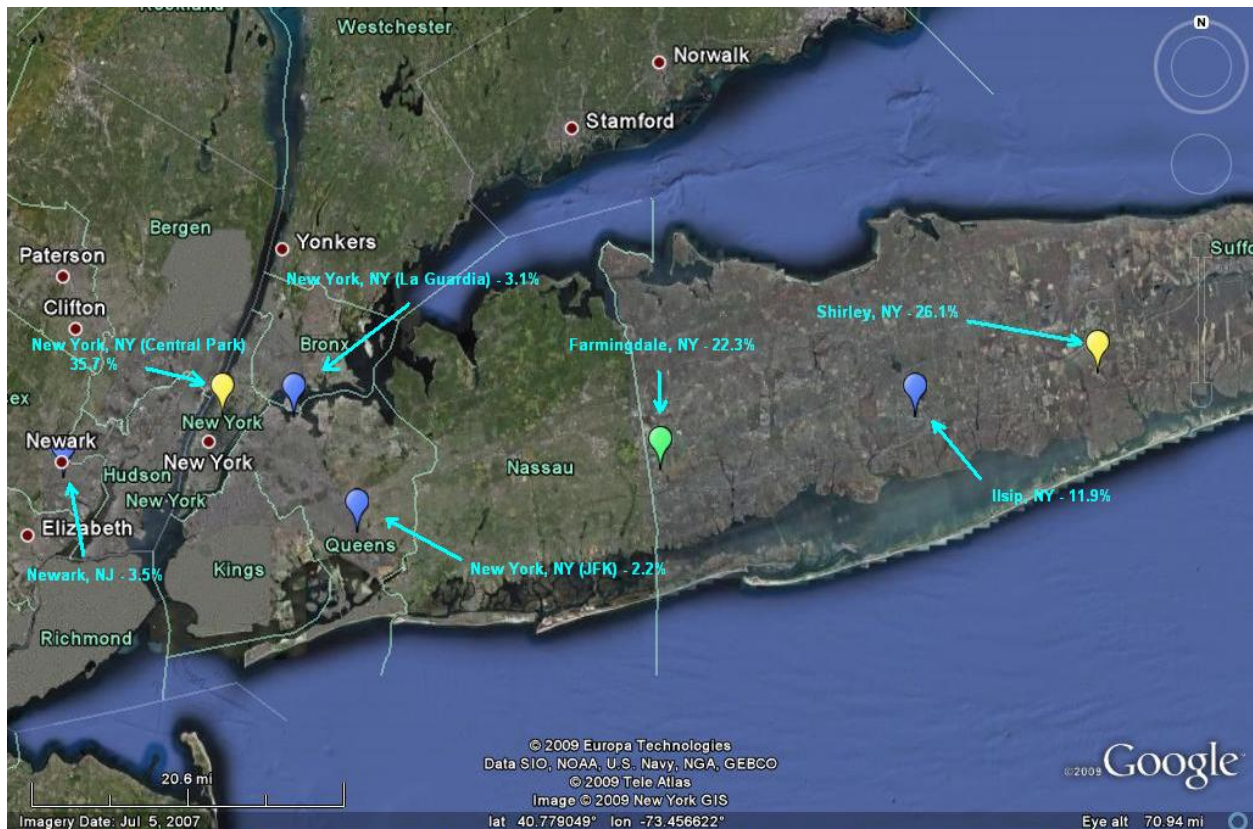 Rockland
Westchester
N
Norwalk
Stamford
Bergen
Yonkers
Paterson
Suffo
New York, NY (La Guardia) - 3.1%
Clifton
Shirley, NY - 26.1%
New York, NY (Central Park)
35.7 %
Bronx
Farmingdale, NY - 22.3%
sex
New York
Newark
New York
Hudson
Nassau
New York
Ilsip, NY - 11.9%
Elizabeth
Queens
Newark, NJ - 3.5%
Kings
New York, NY (JFK) - 2.2%
Richmond
© 2009 Europa Technologies
Data SIO, NOAA, U.S. Navy, NGA, GEBCO
© 2009 Tele Atlas
Image © 2009 New York GIS
©2009 Google
20.6 mi
Imagery Date: Jul 5, 2007
lat 40.779049° lon -73.456622°
Eye alt 70.94 mi